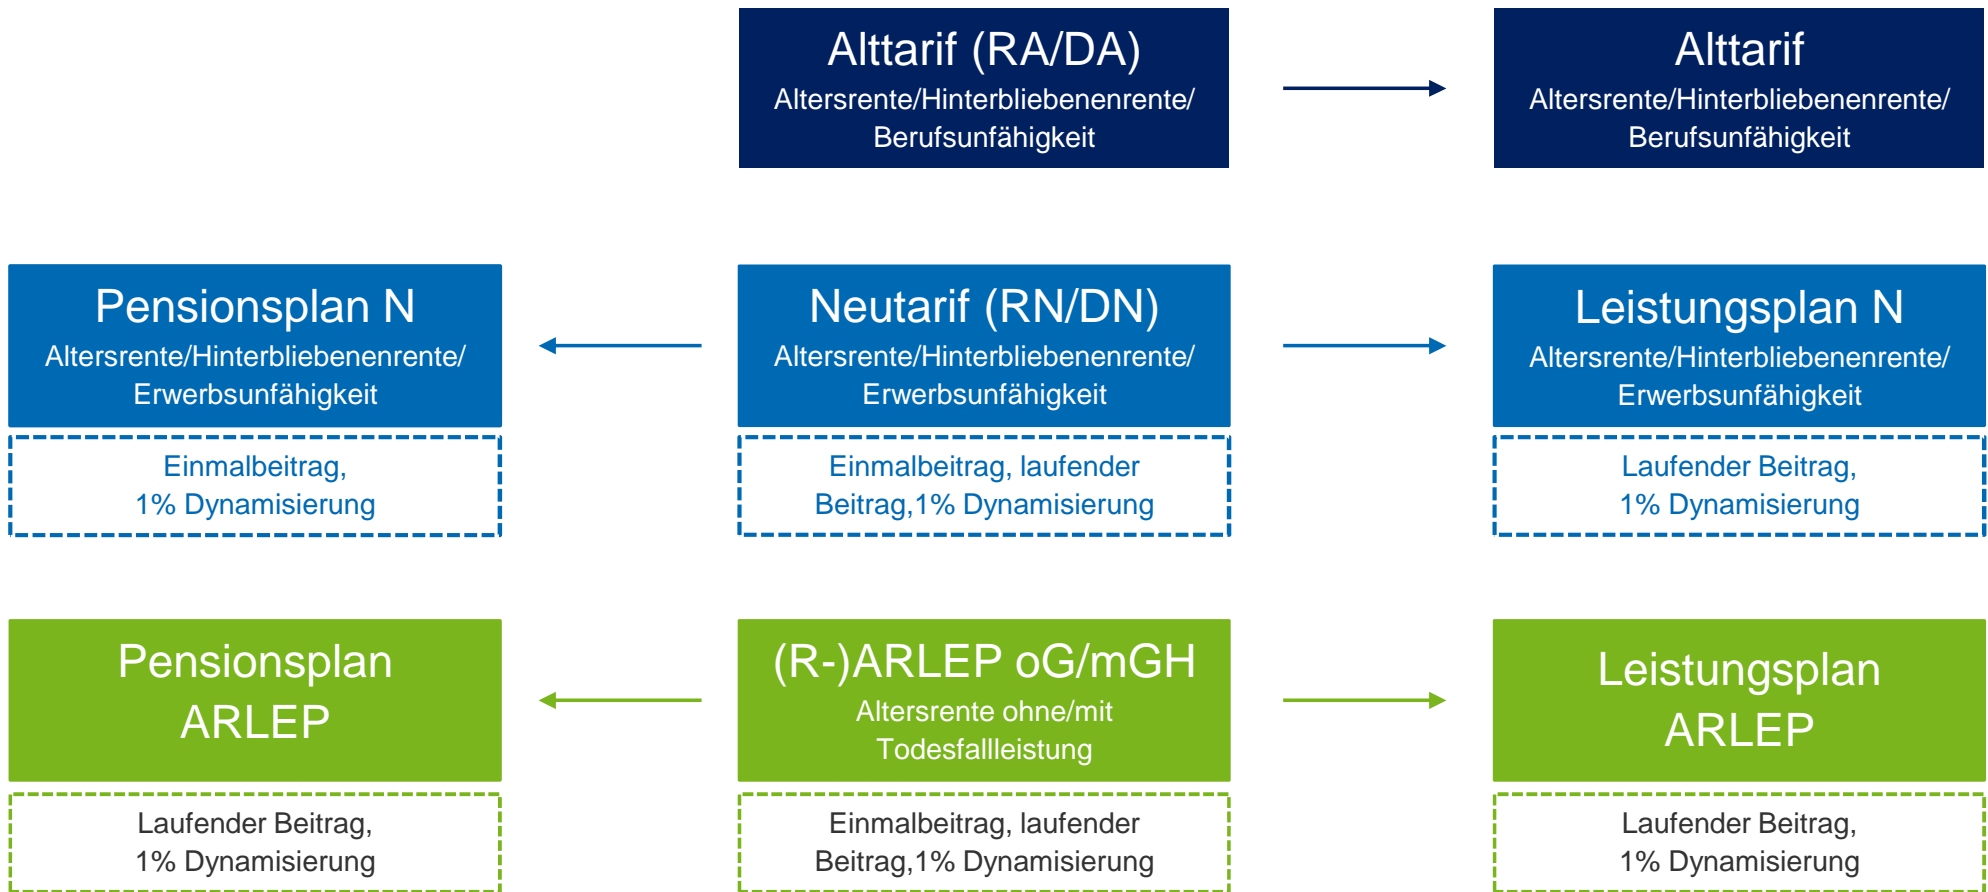 Alttarif (RA/DA)
Altersrente/Hinterbliebenenrente/
Berufsunfähigkeit
Alttarif
Altersrente/Hinterbliebenenrente/
Berufsunfähigkeit
Pensionsplan N
Altersrente/Hinterbliebenenrente/
Erwerbsunfähigkeit
Einmalbeitrag,
1% Dynamisierung
Neutarif (RN/DN)
Altersrente/Hinterbliebenenrente/
Erwerbsunfähigkeit
Einmalbeitrag, laufender
Beitrag,1% Dynamisierung
Leistungsplan N
Altersrente/Hinterbliebenenrente/
Erwerbsunfähigkeit
Laufender Beitrag,
1% Dynamisierung
Pensionsplan
ARLEP
Laufender Beitrag,
1% Dynamisierung
(R-)ARLEP oG/mGH
Altersrente ohne/mit
Todesfallleistung
Einmalbeitrag, laufender
Beitrag,1% Dynamisierung
Leistungsplan
ARLEP
Laufender Beitrag,
1% Dynamisierung